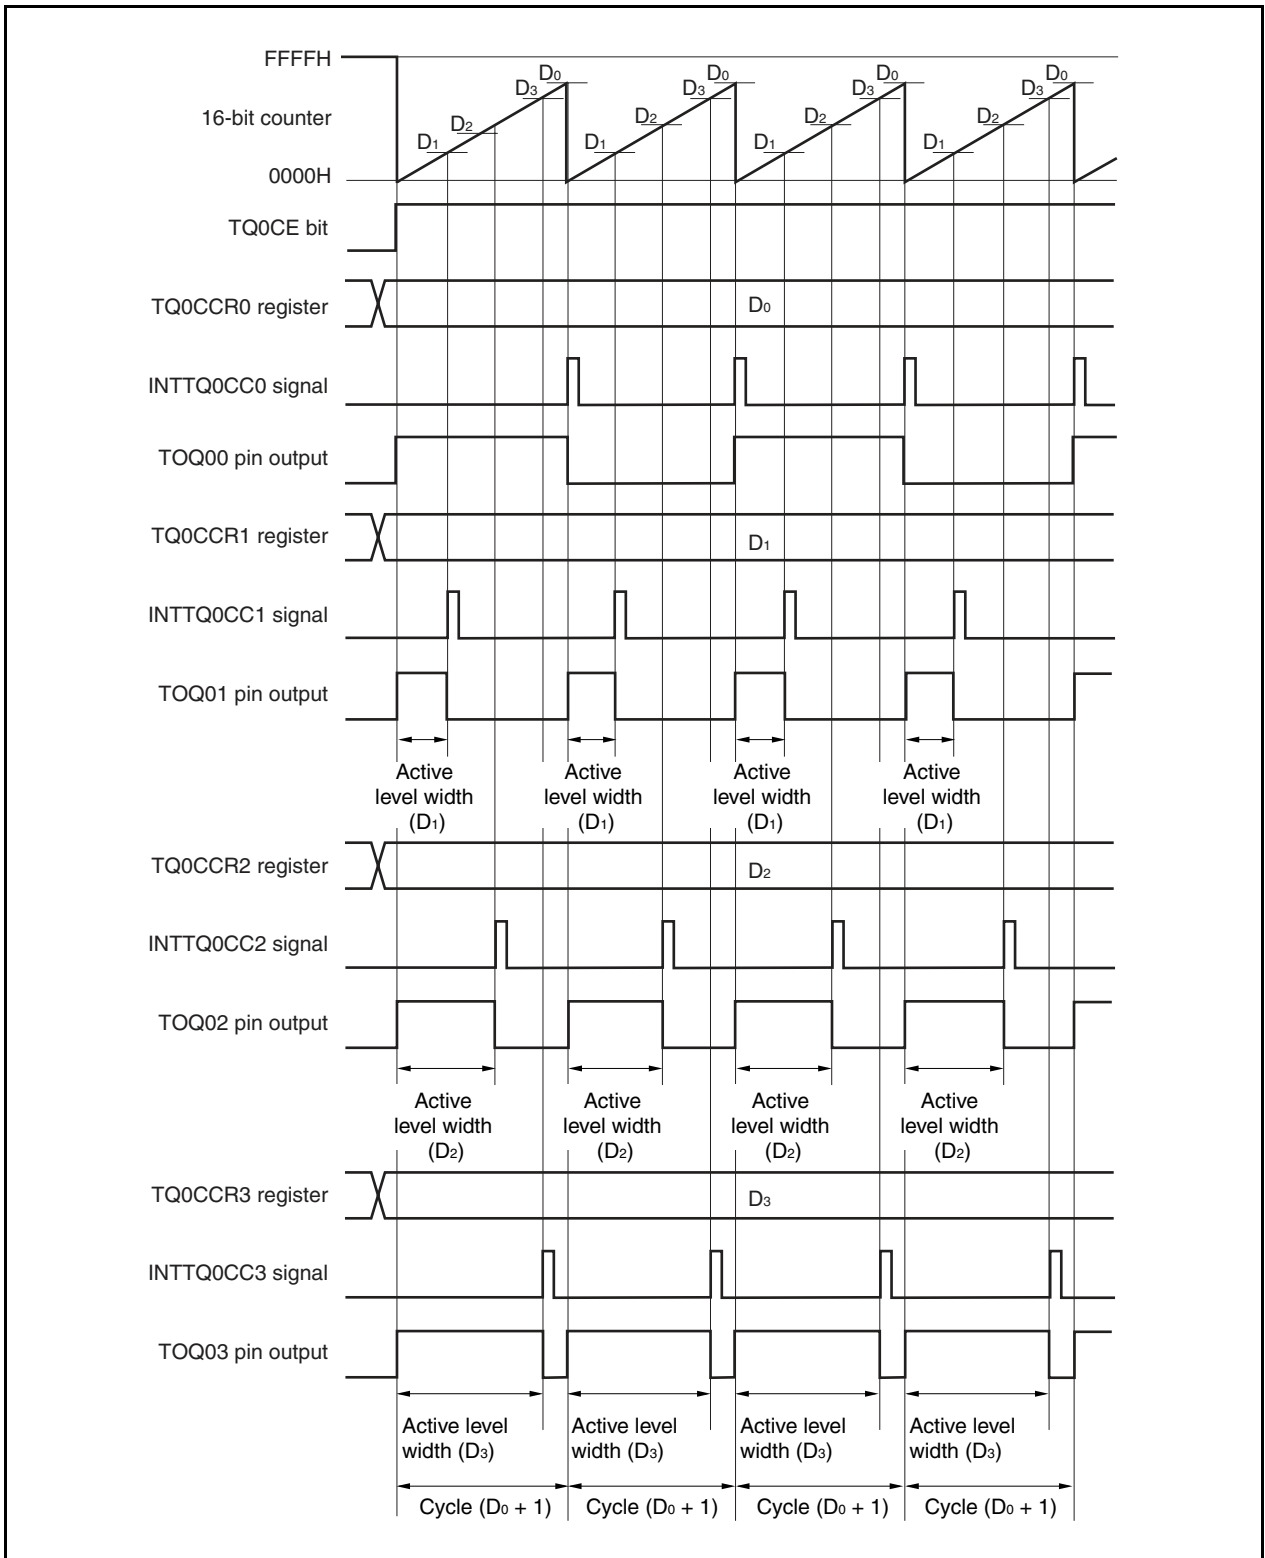 FFFFH
D0 D0 D0 D0
D3 D3 D3 D3
16-bit counter
D2 D2 D2 D2
D1 D1 D1 D1
0000H
TQ0CE bit
TQ0CCR0 register
D0
INTTQ0CC0 signal
TOQ00 pin output
TQ0CCR1 register
D1
INTTQ0CC1 signal
TOQ01 pin output
Active Active Active Active
level width level width level width level width
(D1) (D1) (D1) (D1)
TQ0CCR2 register
D2
INTTQ0CC2 signal
TOQ02 pin output
Active Active Active Active
level width level width level width level width
(D2) (D2) (D2) (D2)
TQ0CCR3 register
D3
INTTQ0CC3 signal
TOQ03 pin output
Active level Active level Active level Active level
width (D3) width (D3) width (D3) width (D3)
Cycle (D0 + 1) Cycle (D0 + 1) Cycle (D0 + 1) Cycle (D0 + 1)